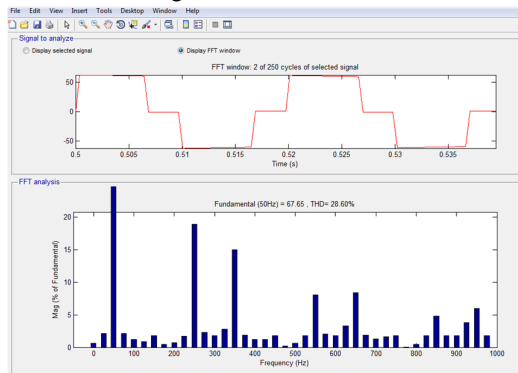 File Edit View Insert Tools Desktop Window Help
Signal to analyze
Display selected signal Display FFT window
FFT window: 2 of 250 cycles of selected signal
50
0
-50
0.5 0.505 0.51 0.515 0.52 0.525 0.53 0.535
Time (s)
FFT analysis
Fundamental (50Hz) = 67.65 , THD= 28.60%
20
15
10
5
0
Mag (% of Fundamental)
0 100 200 300 400 500 600 700 800 900 1000
Frequency (Hz)